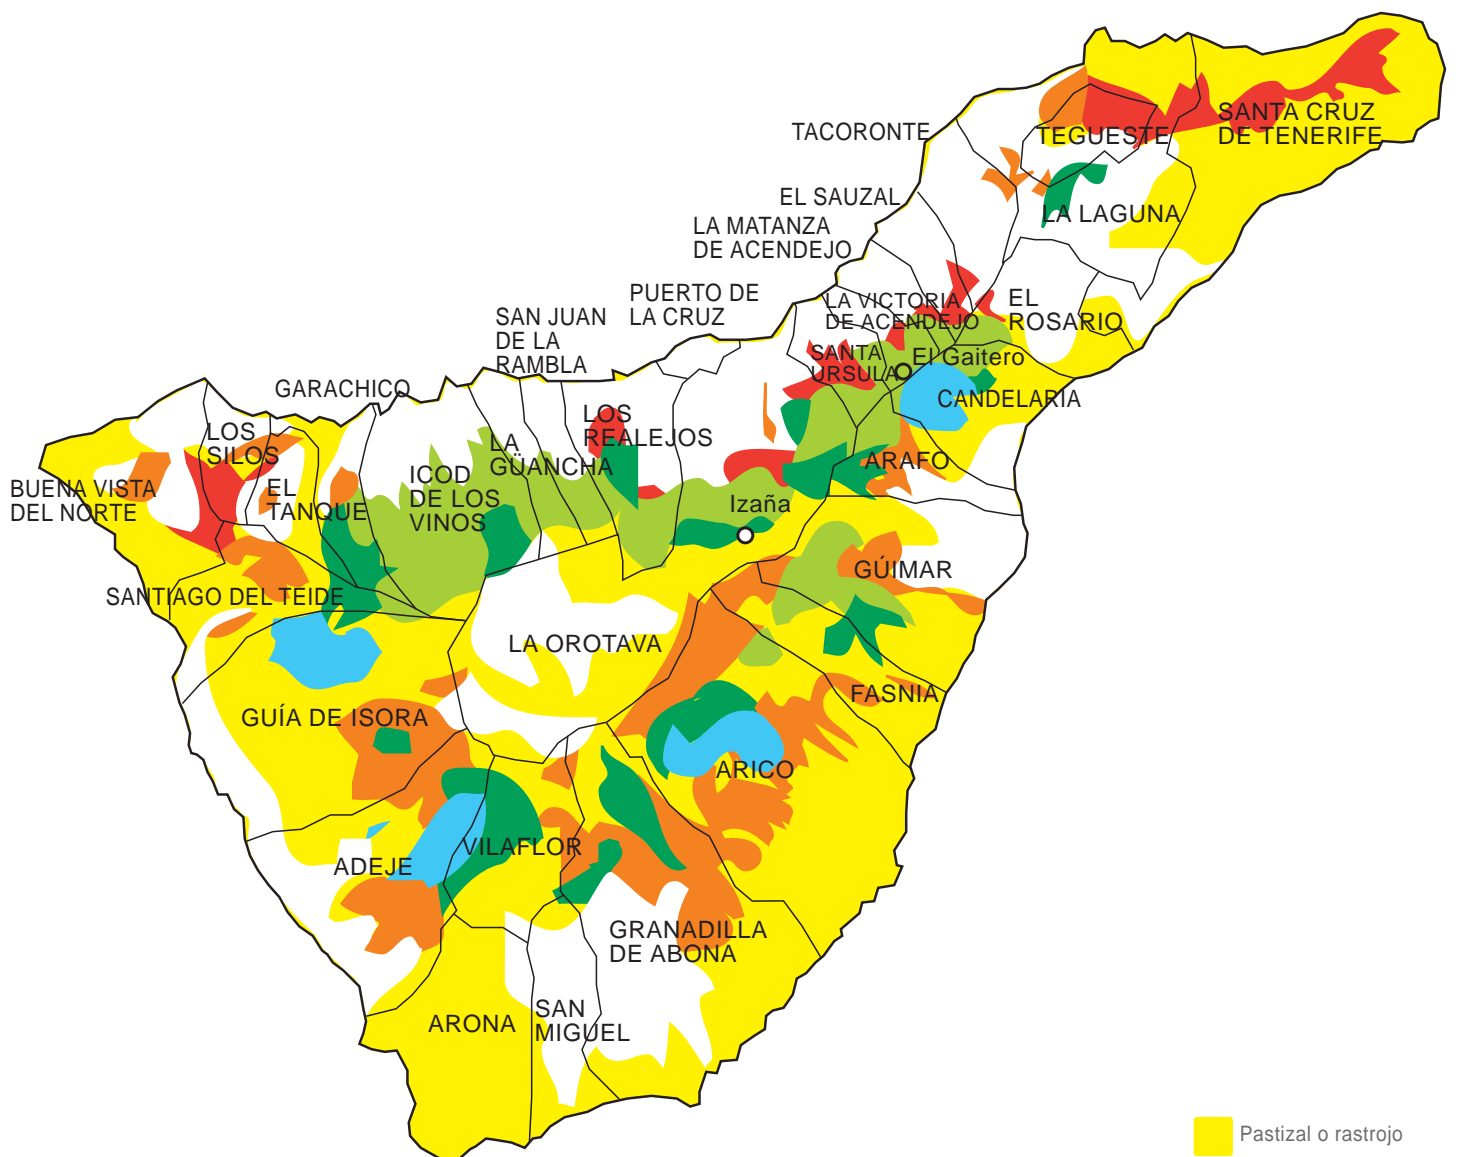 TACORONTE
TEGUESTE
SANTA CRUZ
DE TENERIFE
EL SAUZAL
LA LAGUNA
LA MATANZA
DE ACENDEJO
PUERTO DE
LA CRUZ
LA VICTORIA
DE ACENDEJO
EL
ROSARIO
SAN JUAN
DE LA
RAMBLA
SANTA
URSULA
El Gaitero
GARACHICO
CANDELARIA
LOS
SILOS
LOS
REALEJOS
LA
GÜANCHA
ARAFO
BUENA VISTA
DEL NORTE
EL
TANQUE
ICOD
DE LOS
VINOS
Izaña
GÚIMAR
SANTIAGO DEL TEIDE
LA OROTAVA
FASNIA
GUÍA DE ISORA
ARICO
VILAFLOR
ADEJE
GRANADILLA
DE ABONA
ARONA
SAN
MIGUEL
Pastizal o rastrojo